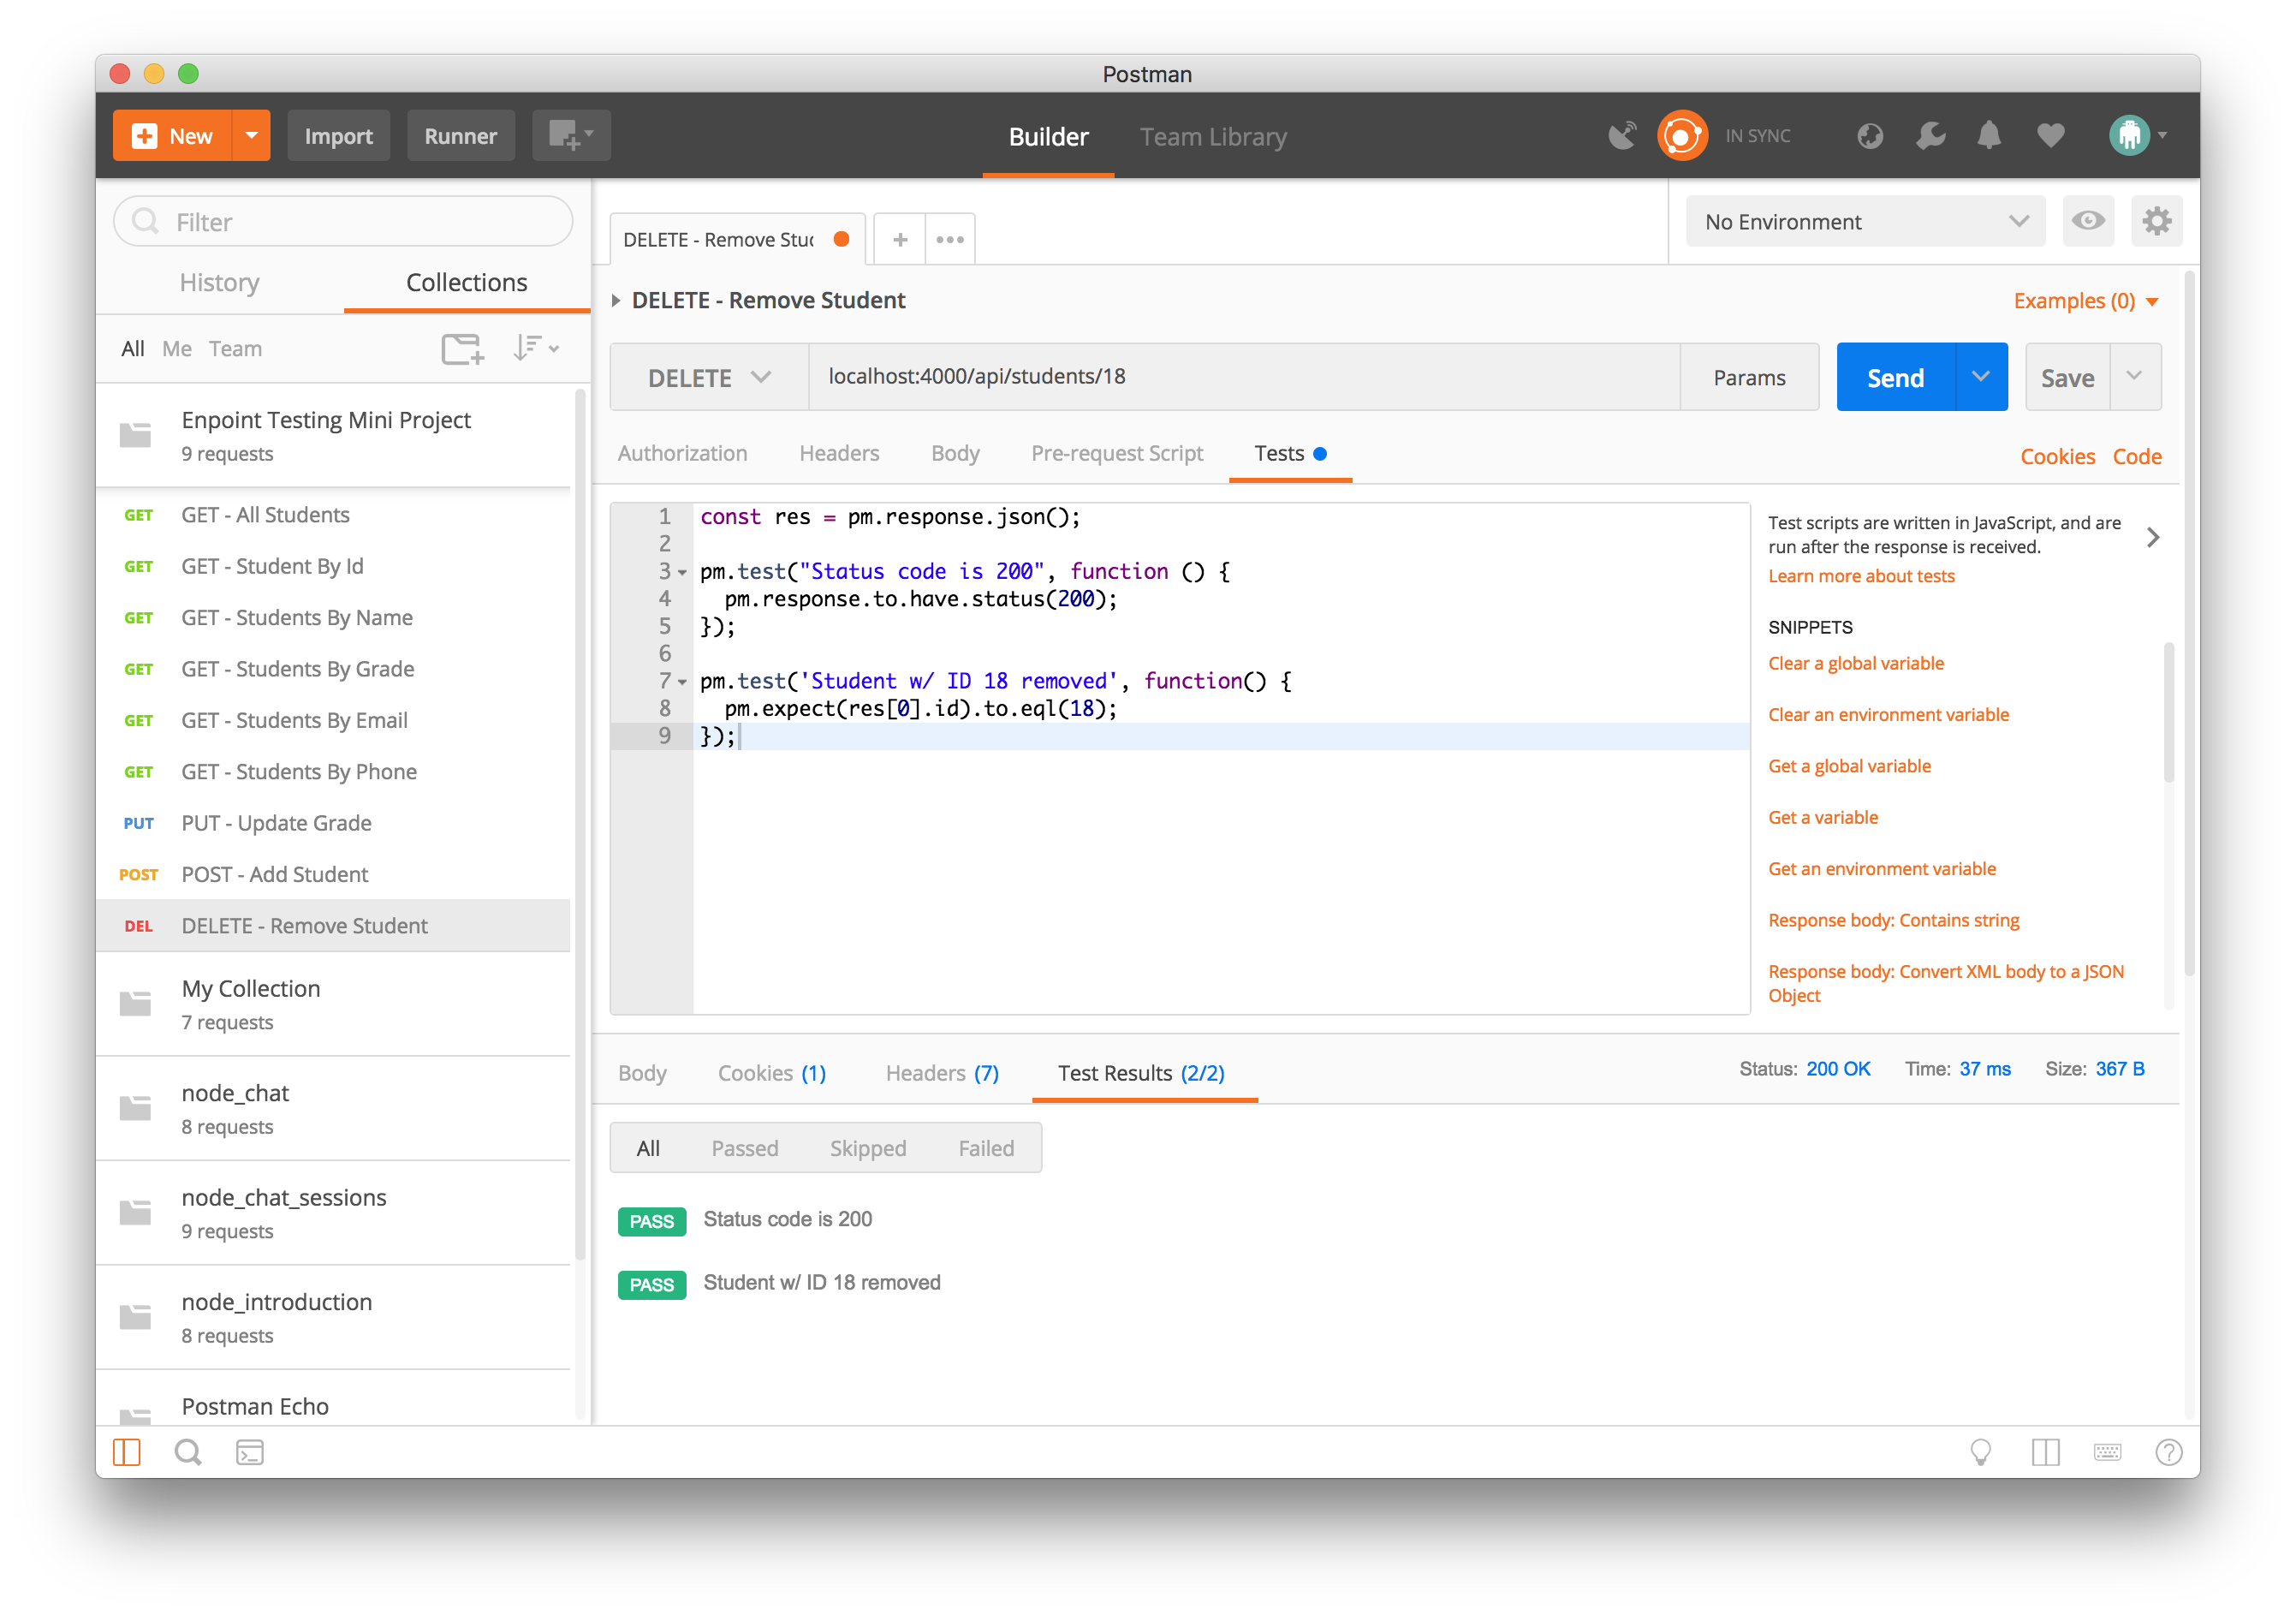 Postman
New
Import
Runner
Builder
Team Library
IN SYNC
Filter
History
Collections
All Me Team
Enpoint Testing Mini Project
9 requests
GET GET - All Students
GET GET - Student By Id
GET GET - Students By Name
GET GET - Students By Grade
GET GET - Students By Email
GET GET - Students By Phone
PUT PUT - Update Grade
POST POST - Add Student
DEL DELETE - Remove Student
My Collection
7 requests
node_chat
8 requests
node_chat_sessions
9 requests
node_introduction
8 requests
Postman Echo
DELETE - Remove Stu
No Environment
DELETE - Remove Student
Examples (0)
DELETE
localhost:4000/api/students/18
Params
Send
Save
Authorization
Headers
Body
Pre-request Script
Tests
Cookies Code
1 const res = pm.response.json();
2
3 pm.test("Status code is 200", function () {
4 pm.response.to.have.status(200);
5 });
6
7 pm.test('Student w/ ID 18 removed', function() {
8 pm.expect(res[0].id).to.eql(18);
9 });
Test scripts are written in JavaScript, and are
run after the response is received.
Learn more about tests
SNIPPETS
Clear a global variable
Clear an environment variable
Get a global variable
Get a variable
Get an environment variable
Response body: Contains string
Response body: Convert XML body to a JSON
Object
Body
Cookies (1)
Headers (7)
Test Results (2/2)
Status: 200 OK
Time: 37 ms
Size: 367 B
All Passed Skipped Failed
PASS Status code is 200
PASS Student w/ ID 18 removed